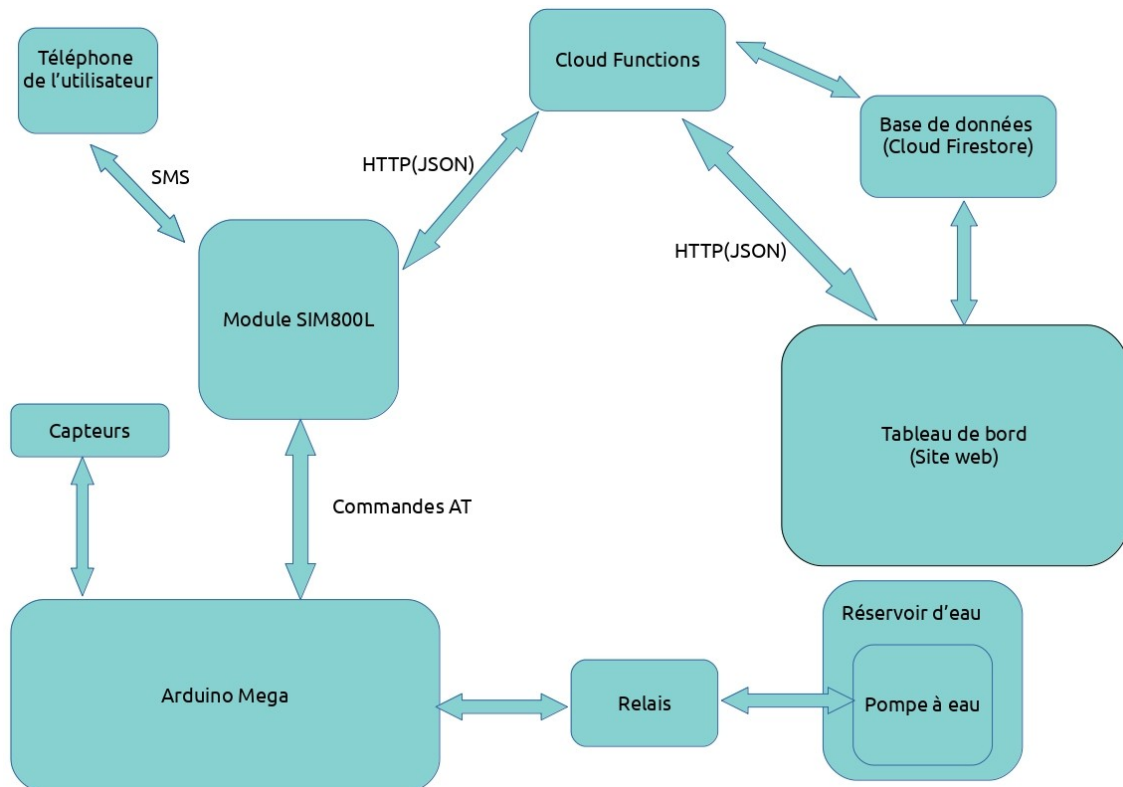 Téléphone
de l'utilisateur
Cloud Functions
Base de données
(Cloud Firestore)
SMS
HTTP(JSON)
HTTP(JSON)
Module SIM800L
Capteurs
Tableau de bord
(Site web)
Commandes AT
Réservoir d'eau
Arduino Mega
Relais
Pompe à eau